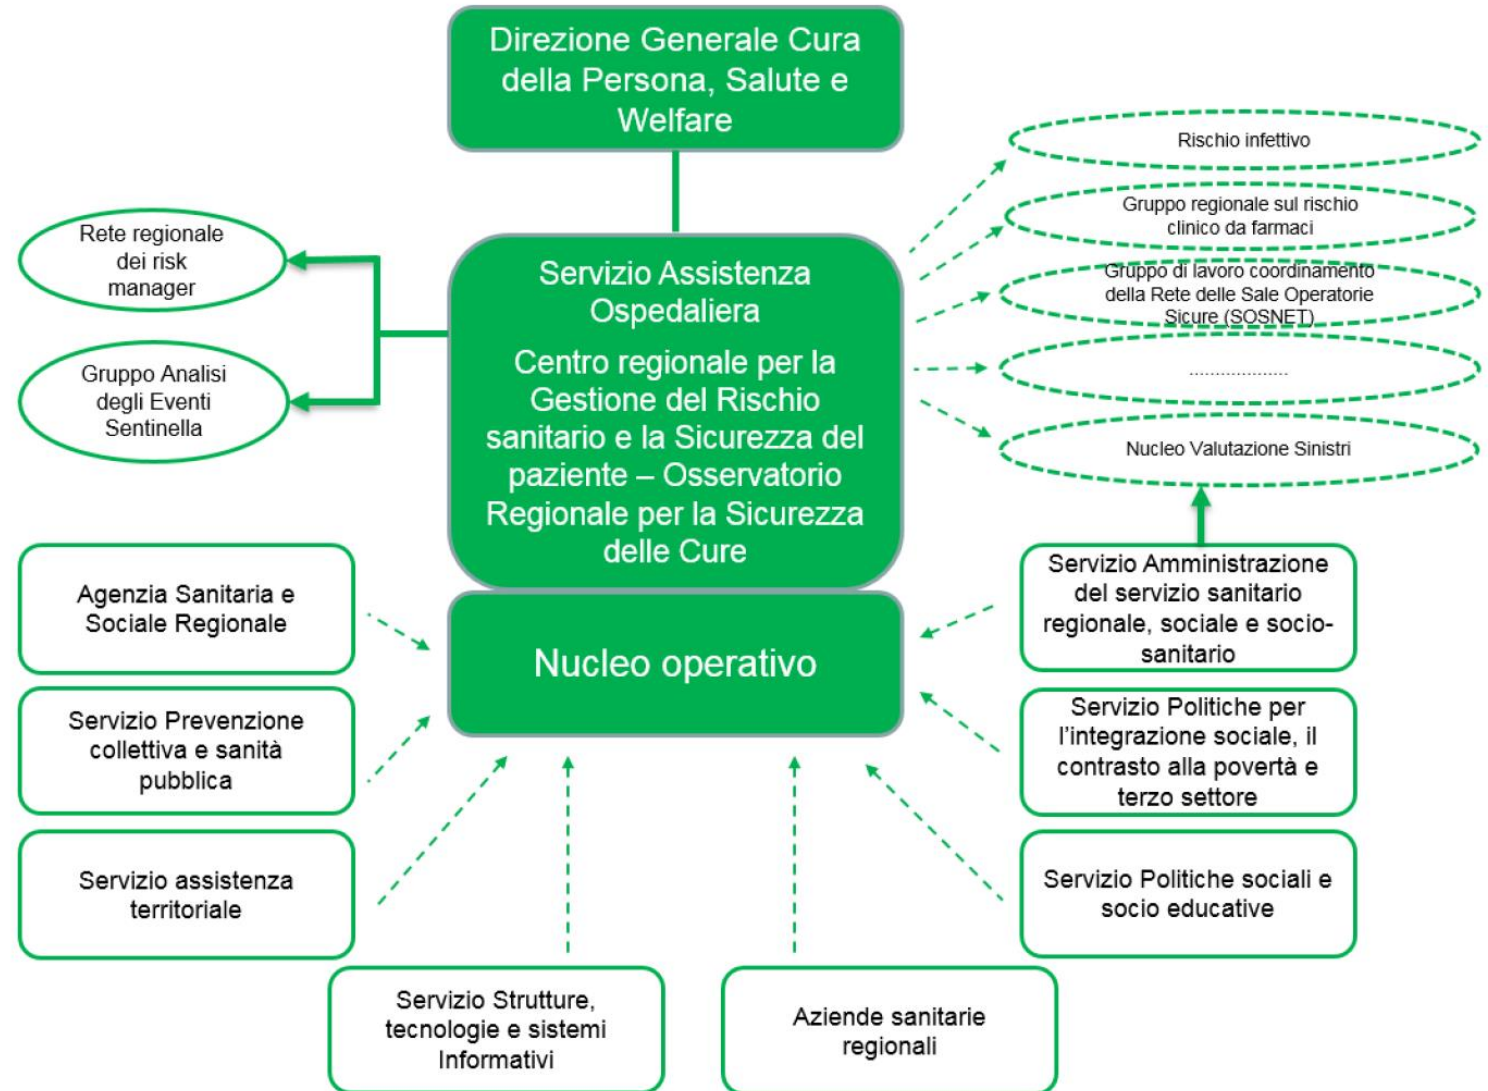 Direzione Generale Cura
della Persona, Salute e
Welfare
Rischio infettivo
Gruppo regionale sul rischio
clinico da farmaci
Gruppo di lavoro coordinamento
della Rete delle Sale Operatorie
Sicure (SOSNET)
...................
Nucleo Valutazione Sinistri
Rete regionale
dei risk
manager
Gruppo Analisi
degli Eventi
Sentinella
Servizio Assistenza
Ospedaliera
Centro regionale per la
Gestione del Rischio
sanitario e la Sicurezza del
paziente – Osservatorio
Regionale per la Sicurezza
delle Cure
Nucleo operativo
Agenzia Sanitaria e
Sociale Regionale
Servizio Prevenzione
collettiva e sanità
pubblica
Servizio assistenza
territoriale
Servizio Amministrazione
del servizio sanitario
regionale, sociale e socio-
sanitario
Servizio Politiche per
l'integrazione sociale, il
contrasto alla povertà e
terzo settore
Servizio Politiche sociali e
socio educative
Servizio Strutture,
tecnologie e sistemi
Informativi
Aziende sanitarie
regionali